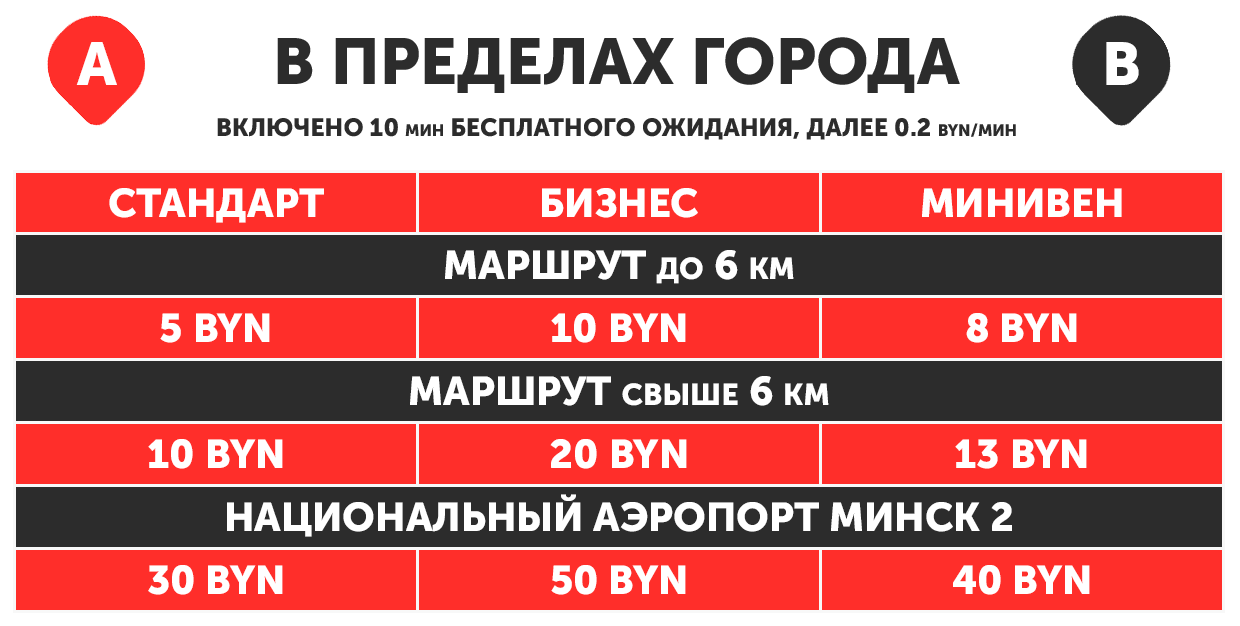 A
В ПРЕДЕЛАХ ГОРОДА
B
ВКЛЮЧЕНО 10 МИН БЕСПЛАТНОГО ОЖИДАНИЯ, ДАЛЕЕ 0.2 BYN/МИН
СТАНДАРТ БИЗНЕС МИНИВЕН
МАРШРУТ ДО 6 КМ
5 BYN 10 BYN 8 BYN
МАРШРУТ СВЫШЕ 6 КМ
10 BYN 20 BYN 13 BYN
НАЦИОНАЛЬНЫЙ АЭРОПОРТ МИНСК 2
30 BYN 50 BYN 40 BYN